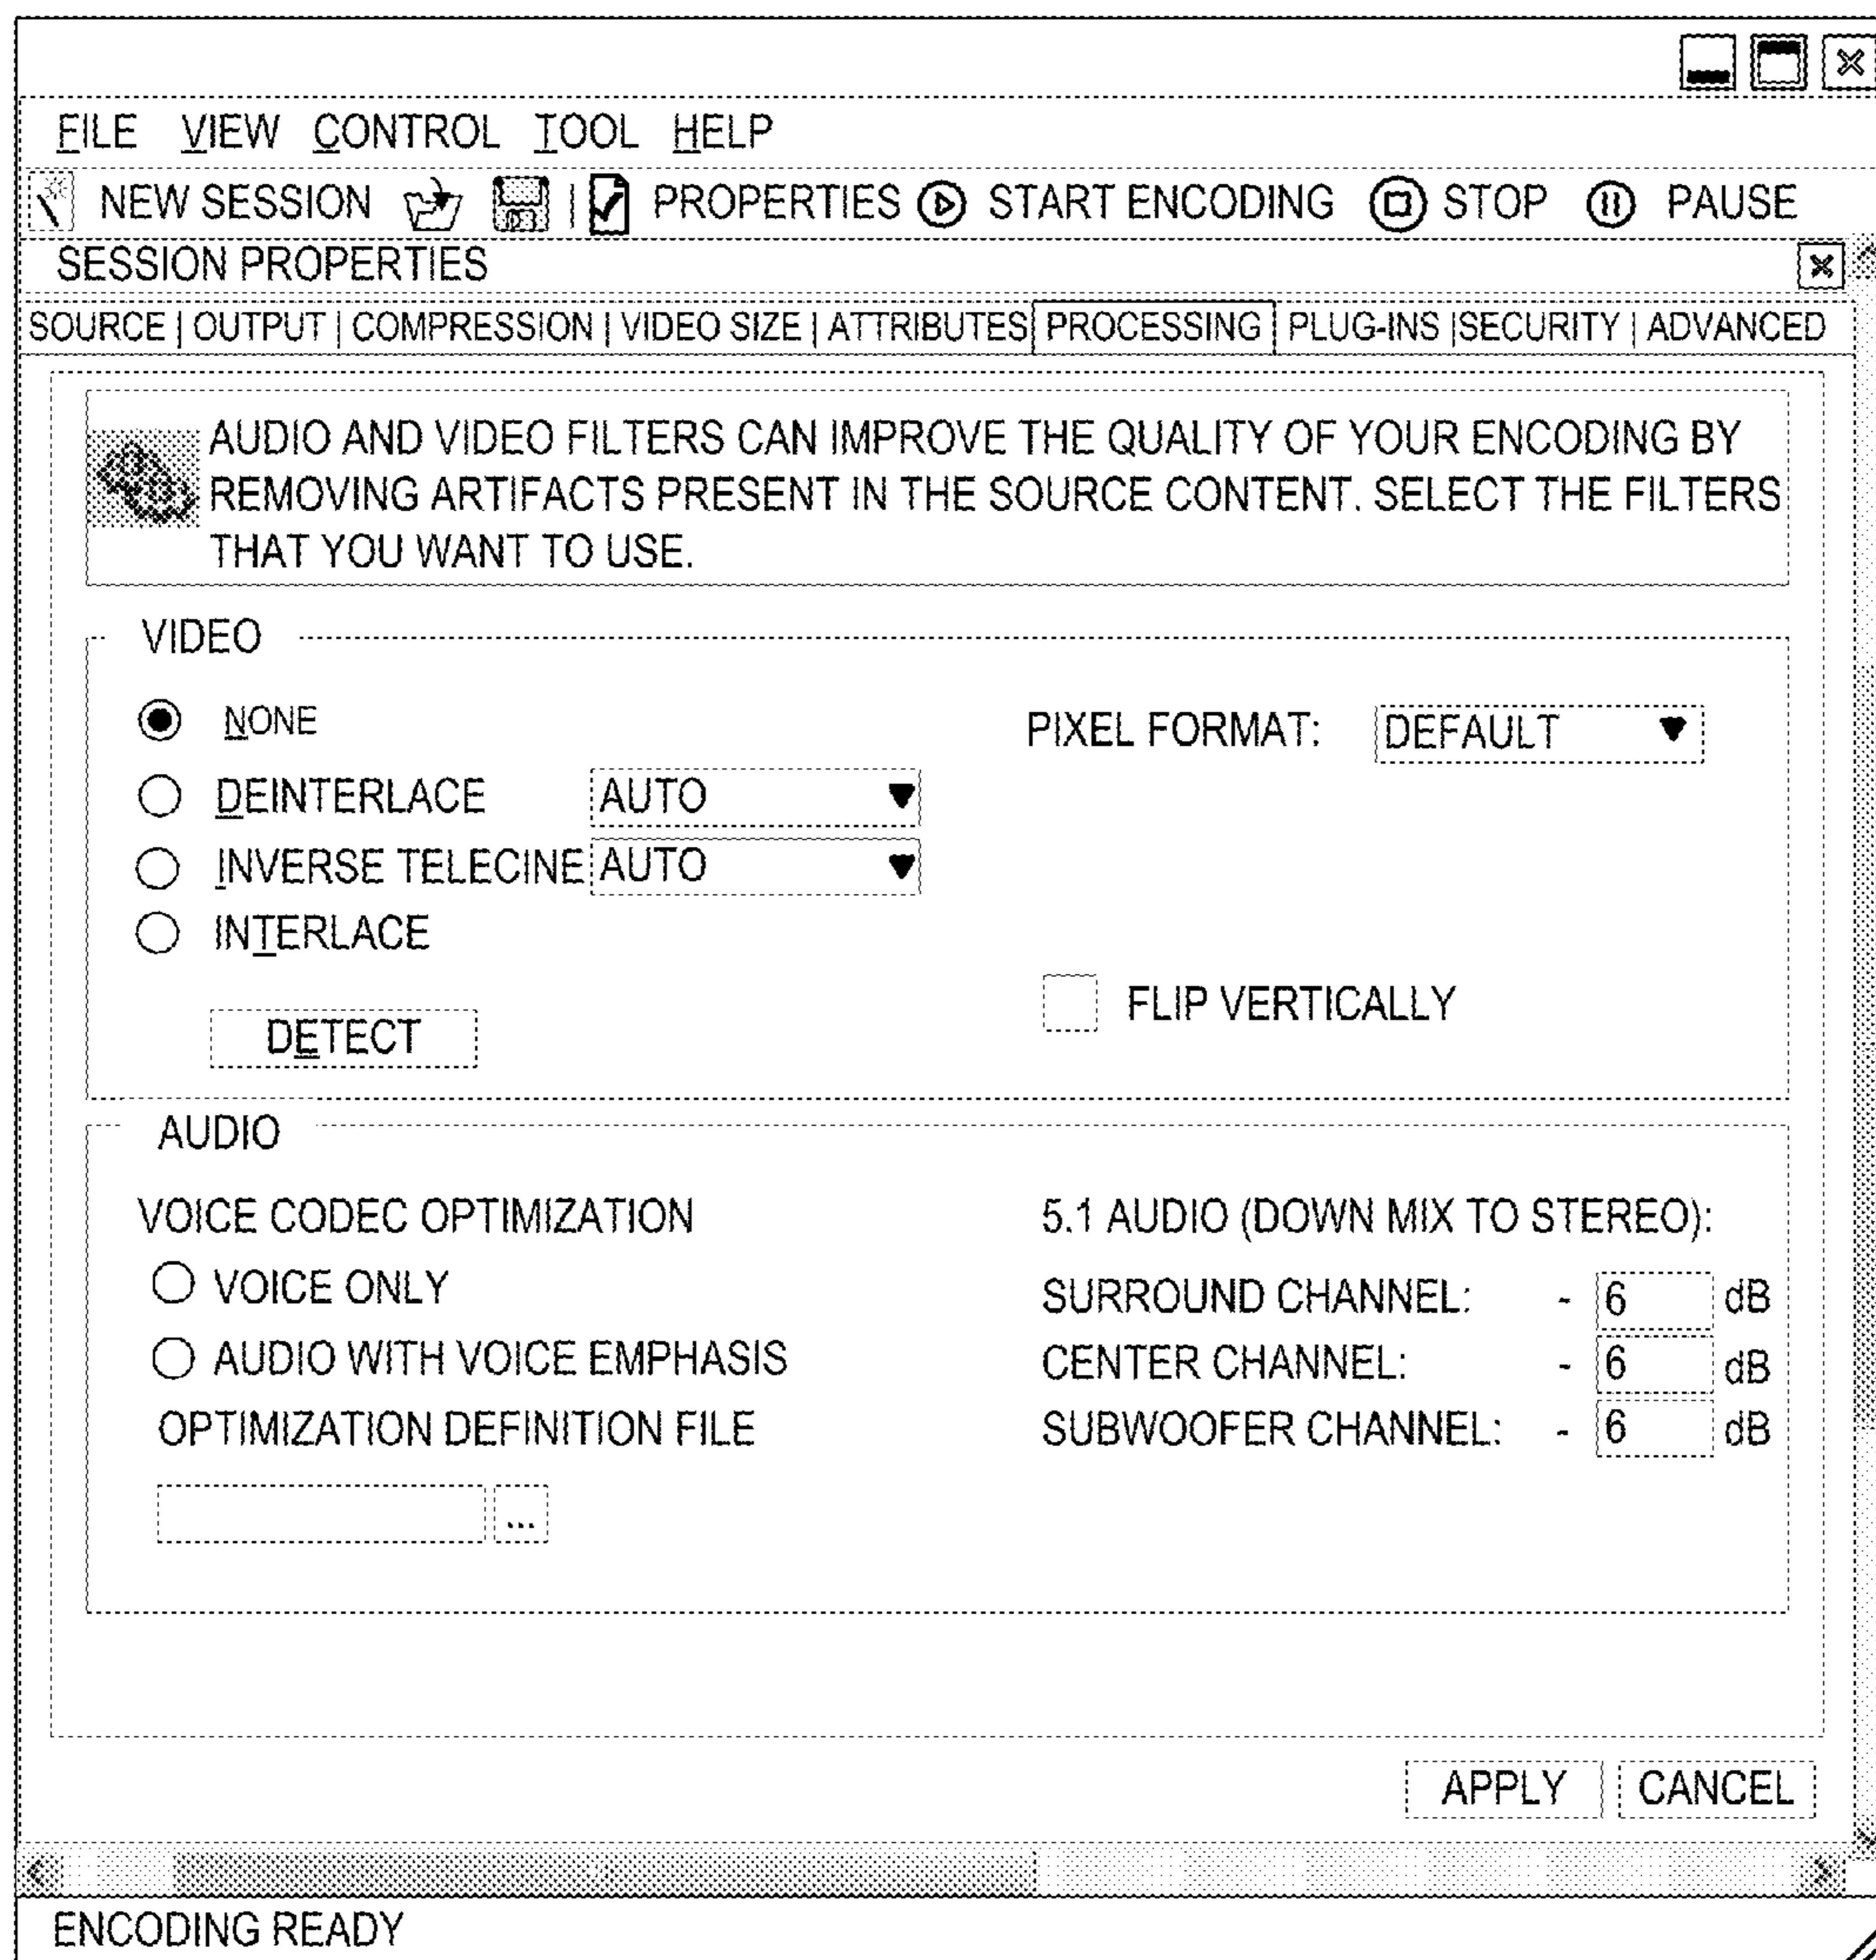 FILE VIEW CONTROL TOOL HELP
NEW SESSION | PROPERTIES START ENCODING STOP PAUSE
SESSION PROPERTIES
SOURCE | OUTPUT | COMPRESSION | VIDEO SIZE | ATTRIBUTES PROCESSING PLUG-INS |SECURITY | ADVANCED
AUDIO AND VIDEO FILTERS CAN IMPROVE THE QUALITY OF YOUR ENCODING BY
REMOVING ARTIFACTS PRESENT IN THE SOURCE CONTENT. SELECT THE FILTERS
THAT YOU WANT TO USE.
VIDEO
NONE
PIXEL FORMAT: DEFAULT
DEINTERLACE AUTO
INVERSE TELECINE AUTO
INTERLACE
FLIP VERTICALLY
DETECT
AUDIO
VOICE CODEC OPTIMIZATION
VOICE ONLY
AUDIO WITH VOICE EMPHASIS
OPTIMIZATION DEFINITION FILE
...
5.1 AUDIO (DOWN MIX TO STEREO):
SURROUND CHANNEL: - 6 dB
CENTER CHANNEL: - 6 dB
SUBWOOFER CHANNEL: - 6 dB
APPLY CANCEL
ENCODING READY